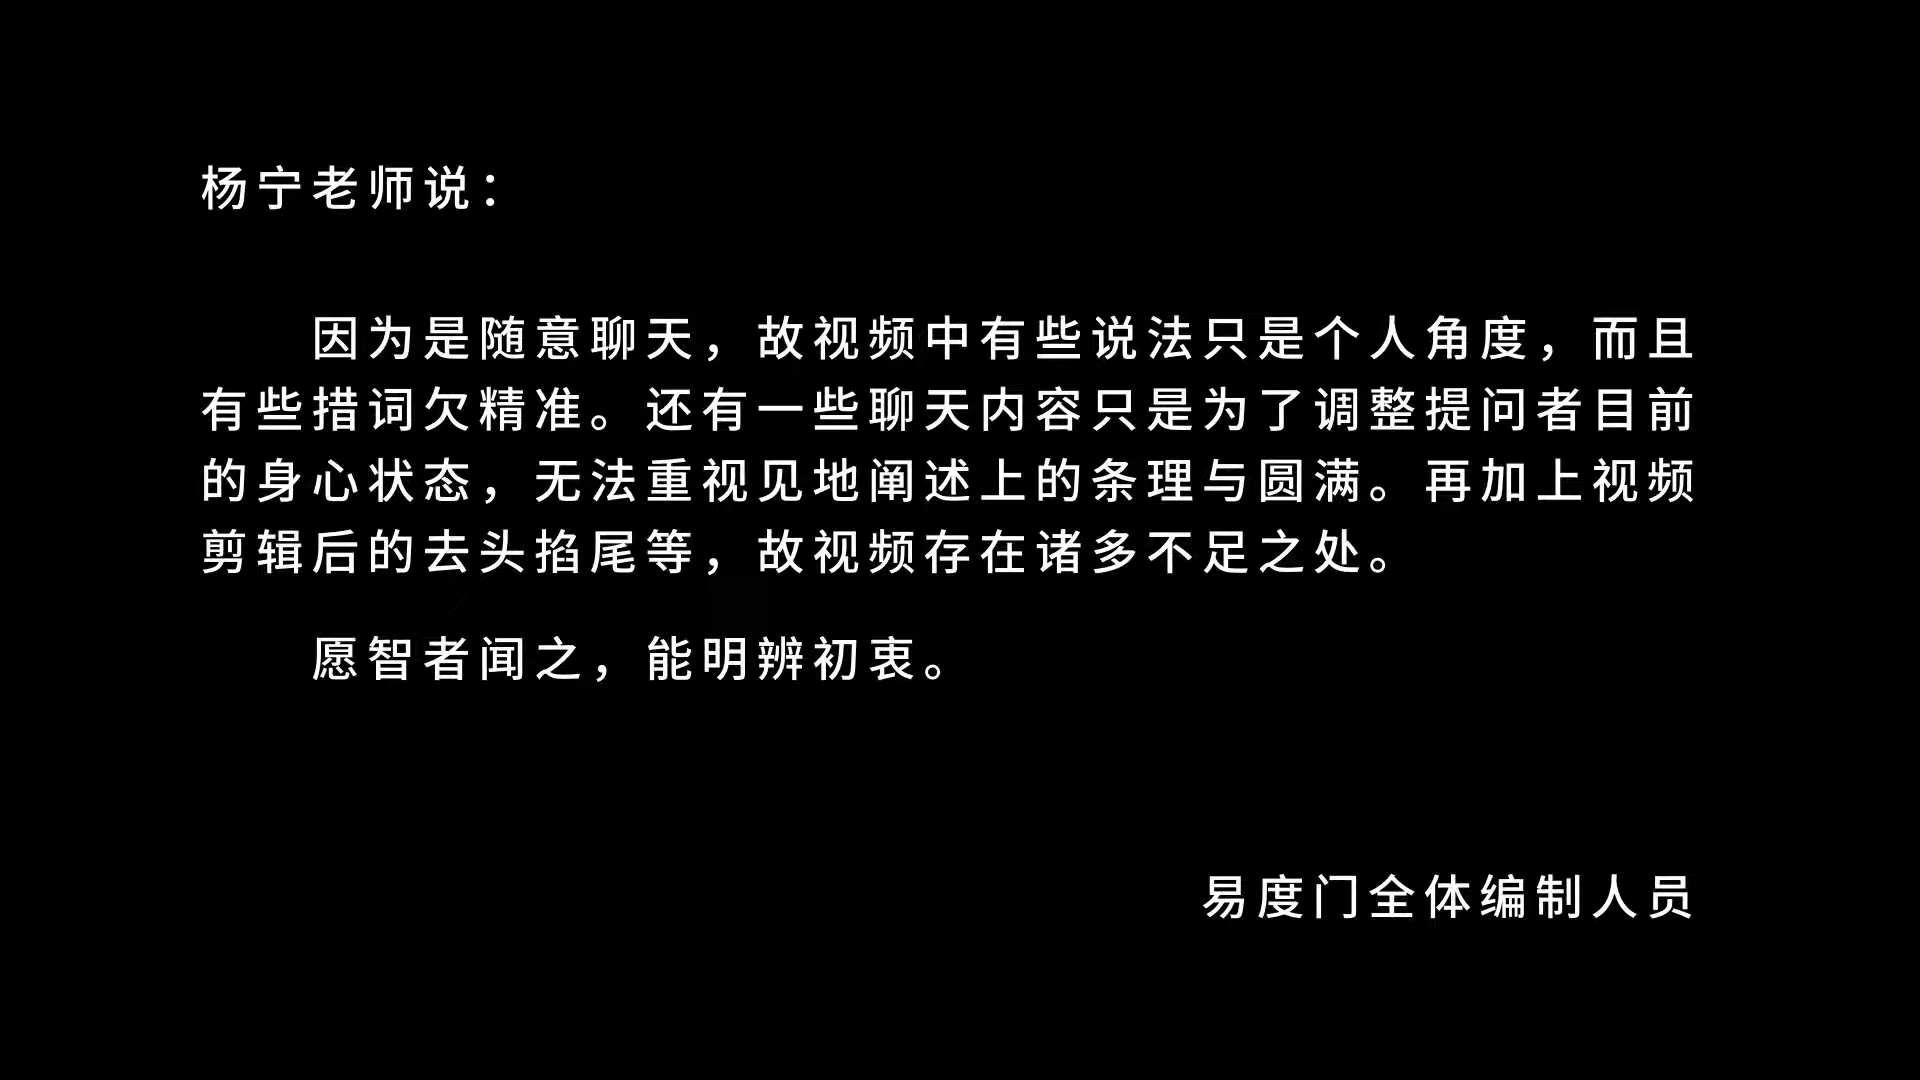 杨宁老师说：
因为是随意聊天，故视频中有些说法只是个人角度，而且
有些措词欠精准。还有一些聊天内容只是为了调整提问者目前
的身心状态，无法重视见地阐述上的条理与圆满。再加上视频
剪辑后的去头掐尾等，故视频存在诸多不足之处。
愿智者闻之，能明辨初衷。
易度门全体编制人员